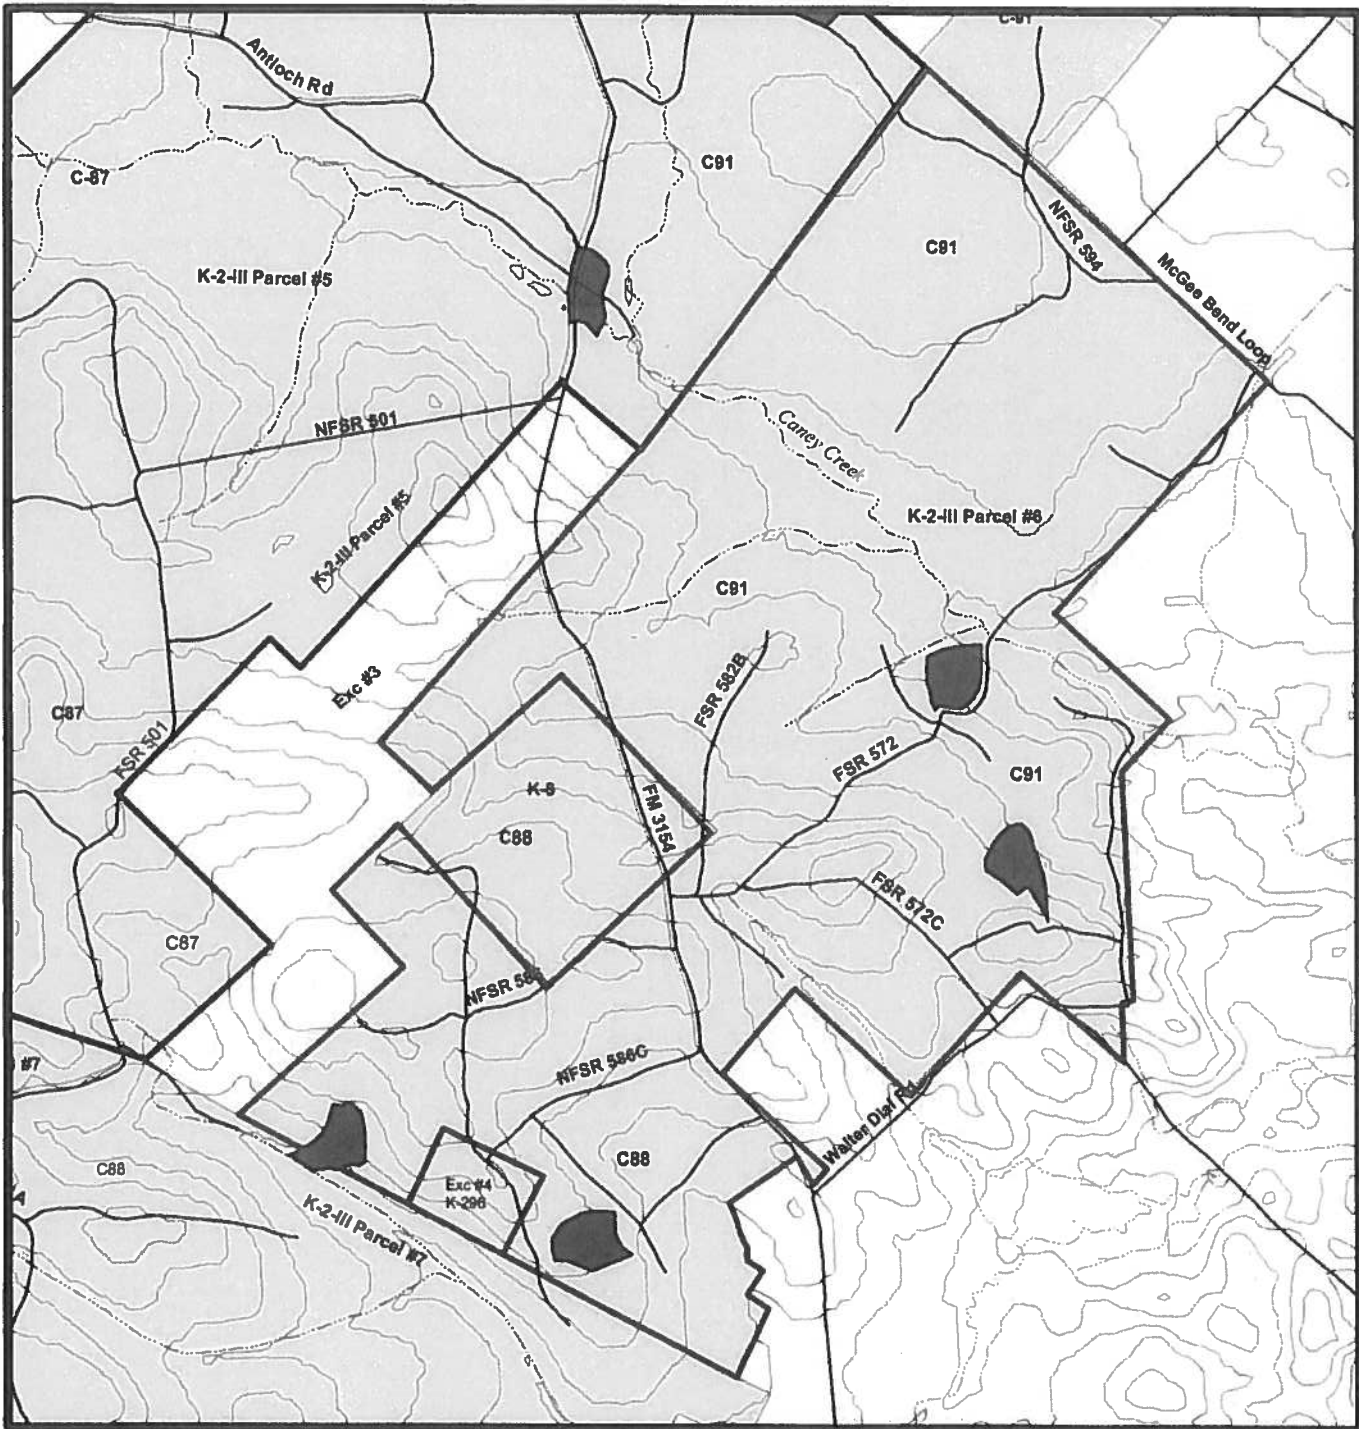 C-91
Antioch Rd
C91
C-87
NFSR 594
C91
McGee Bend Loop
K-2-III Parcel #5
NFSR 501
Caney Creek
K-2-III Parcel #5
K-2-III Parcel #6
C91
Exc #3
FSR 582B
C87
FSR 501
FSR 572
C91
K-8
FM 3154
C88
FSR 572C
C87
NFSR 586
#7
NFSR 586C
Walter Dial Rd
C88
C88
Exc #4
K-296
K-2-III Parcel #7